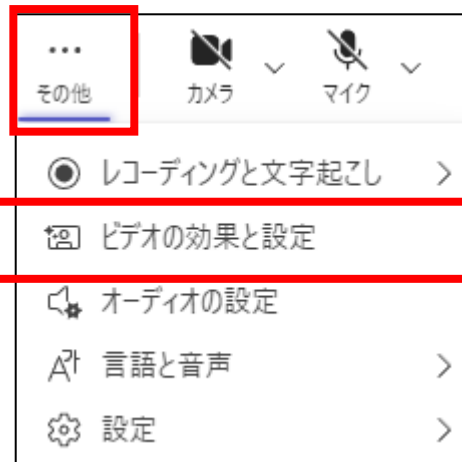 その他
カメラ
マイク
レコーディングと文字起こし
ビデオの効果と設定
オーディオの設定
言語と音声
設定